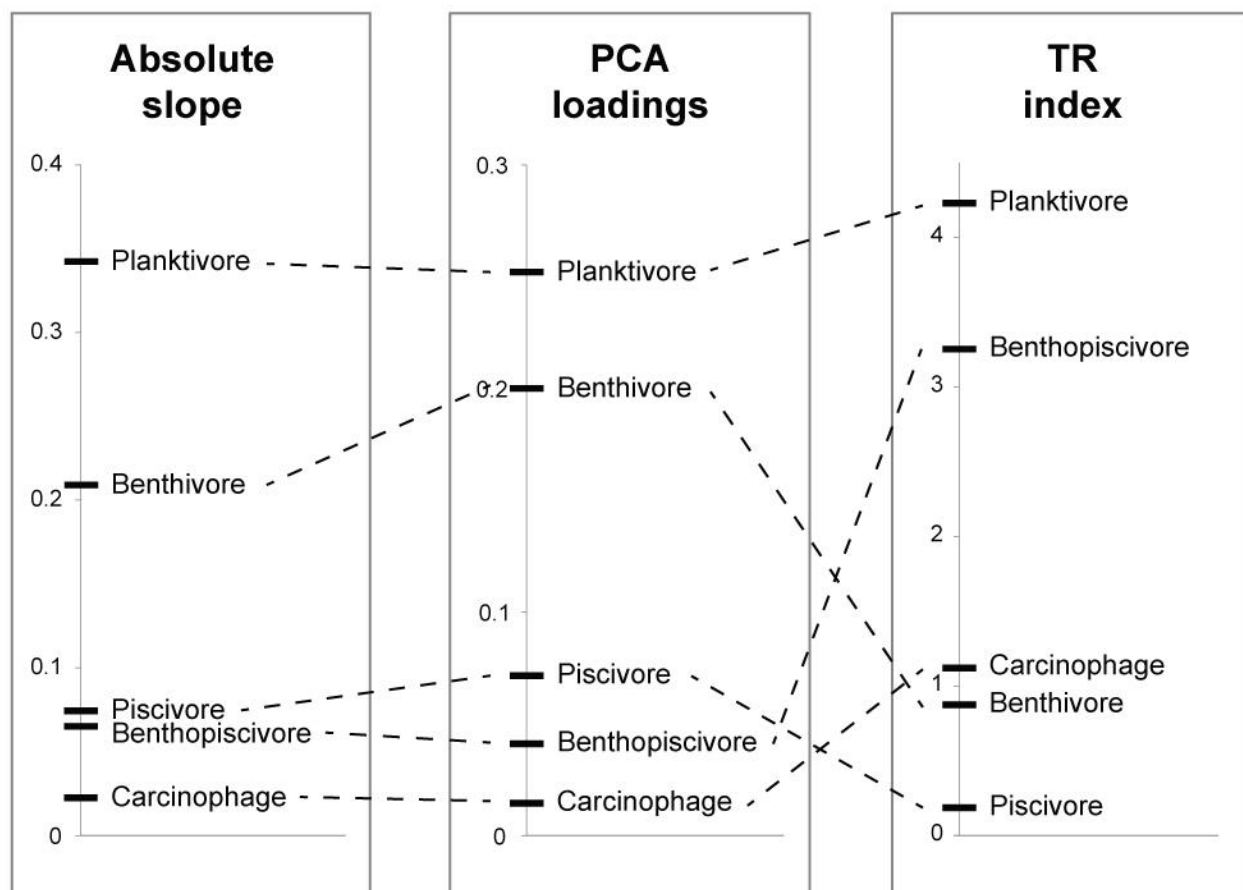 Absolute
slope
0.4
Planktivore
0.3
Benthivore
0.2
0.1
Piscivore
Benthopiscivore
Carcinophage
0
PCA
loadings
0.3
Planktivore
0.2
Benthivore
0.1
Piscivore
Benthopiscivore
Carcinophage
0
TR
index
Planktivore
4
Benthopiscivore
3
2
Carcinophage
1
Benthivore
Piscivore
0